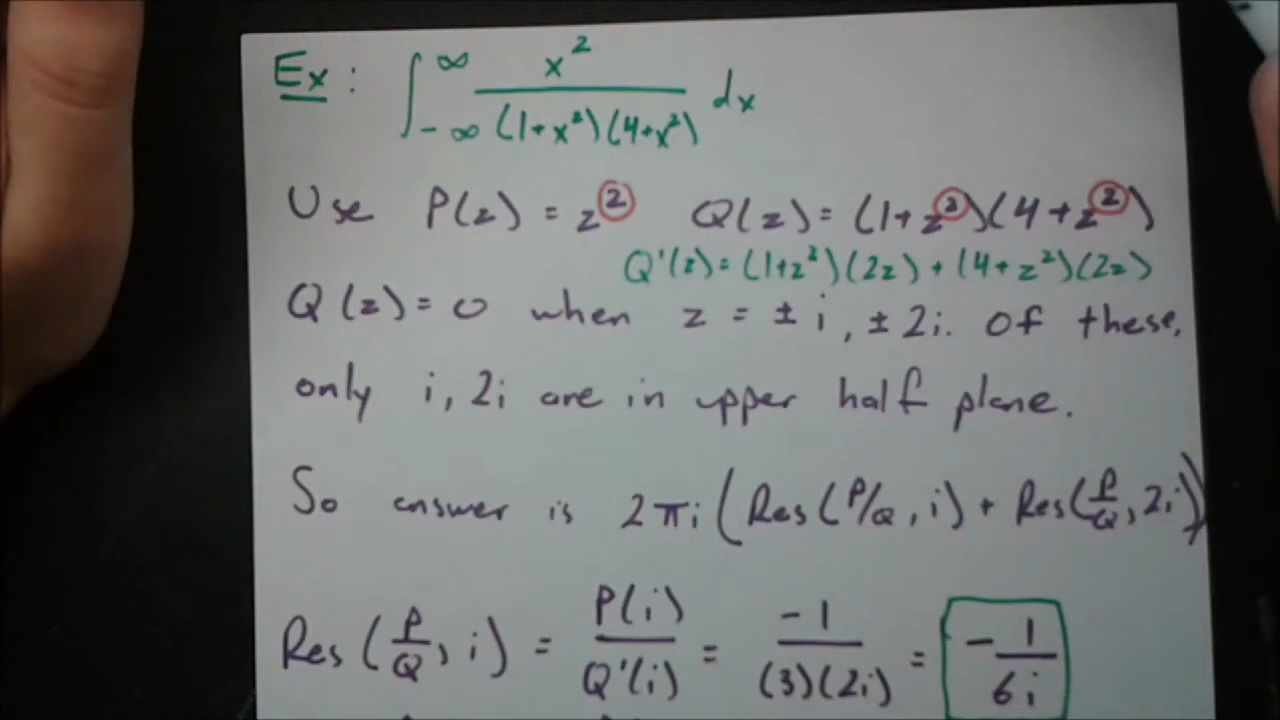 Ex: ∫_{-∞}^{∞} x²/((1+x²)(4+x²)) dx
Use P(z) = z² Q(z) = (1+z²)(4+z²)
Q'(z) = (1+z²)(2z) + (4+z²)(2z)
Q(z) = 0 when z = ± i, ± 2i. Of these,
only i, 2i are in upper half plane.
So answer is 2πi (Res(P/Q, i) + Res(P/Q, 2i))
Res(P/Q, i) = P(i)/Q'(i) = -1/((3)(2i)) = -1/(6i)